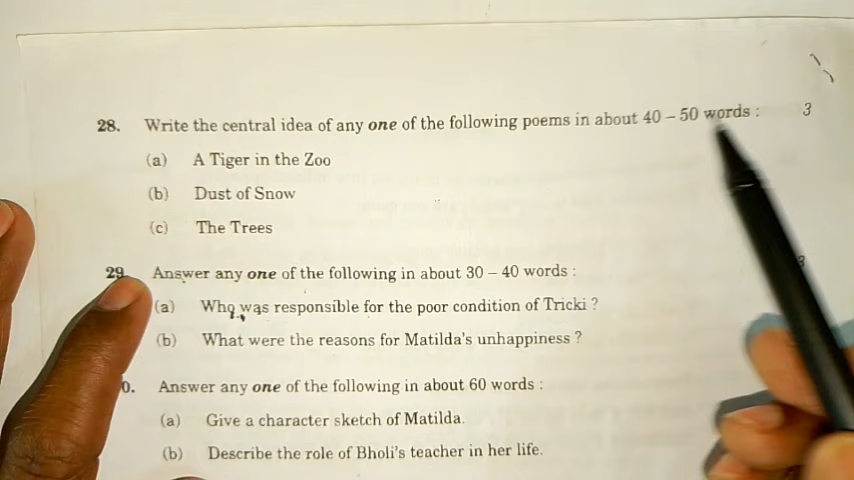 28. Write the central idea of any one of the following poems in about 40 – 50 words : 3
(a) A Tiger in the Zoo
(b) Dust of Snow
(c) The Trees
29. Answer any one of the following in about 30 – 40 words : 3
(a) Who was responsible for the poor condition of Tricki ?
(b) What were the reasons for Matilda's unhappiness ?
0. Answer any one of the following in about 60 words :
(a) Give a character sketch of Matilda.
(b) Describe the role of Bholi's teacher in her life.